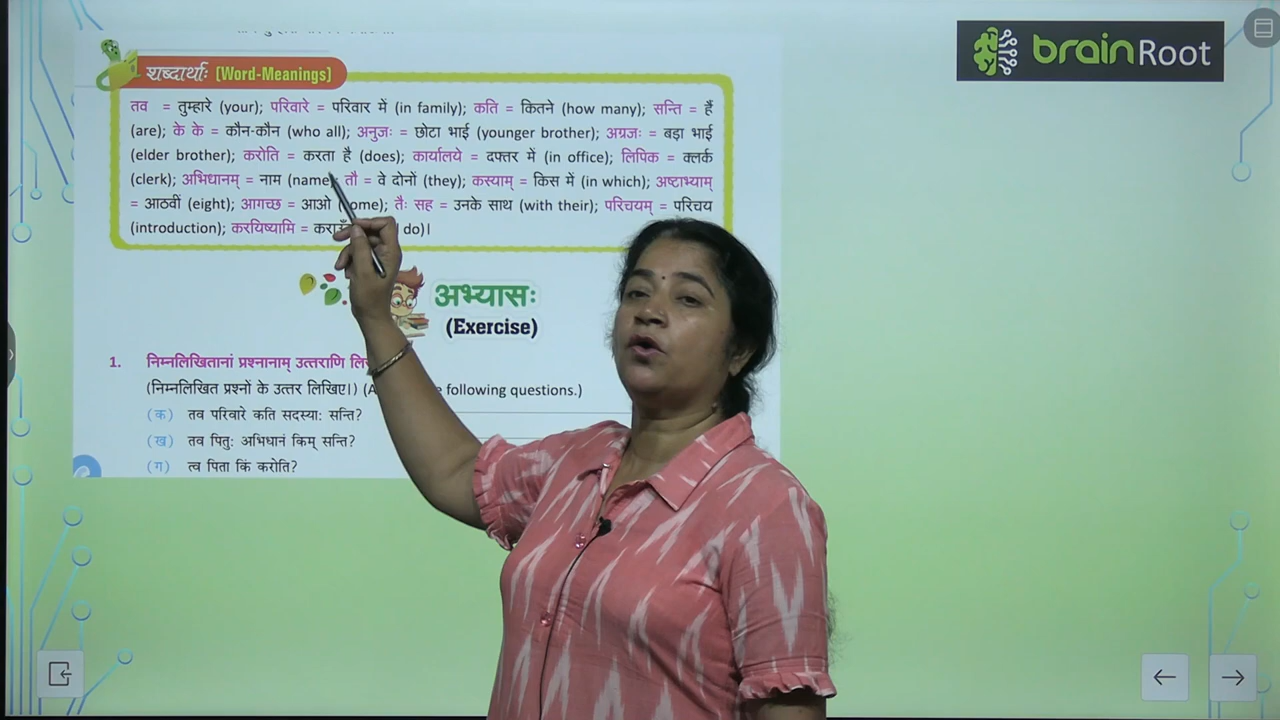 brainRoot
शब्दार्थाः [Word-Meanings]
तव = तुम्हारे (your); परिवारे = परिवार में (in family); कति = कितने (how many); सन्ति = हैं
(are); के के = कौन-कौन (who all); अनुजः = छोटा भाई (younger brother); अग्रजः = बड़ा भाई
(elder brother); करोति = करता है (does); कार्यालये = दफ्तर में (in office); लिपिक = क्लर्क
(clerk); अभिधानम् = नाम (name); तौ = वे दोनों (they); कस्याम् = किस में (in which); अष्टाभ्याम्
= आठवीं (eight); आगच्छ = आओ (come); तैः सह = उनके साथ (with their); परिचयम् = परिचय
(introduction); करयिष्यामि = do)।
अभ्यासः
(Exercise)
1. निम्नलिखितानां प्रश्नानाम् उत्तराणि
(निम्नलिखित प्रश्नों के उत्तर लिखिए।) following questions.)
(क) तव परिवारे कति सदस्याः सन्ति?
(ख) तव पितुः अभिधानं किम् सन्ति?
(ग) त्व पिता किं करोति?